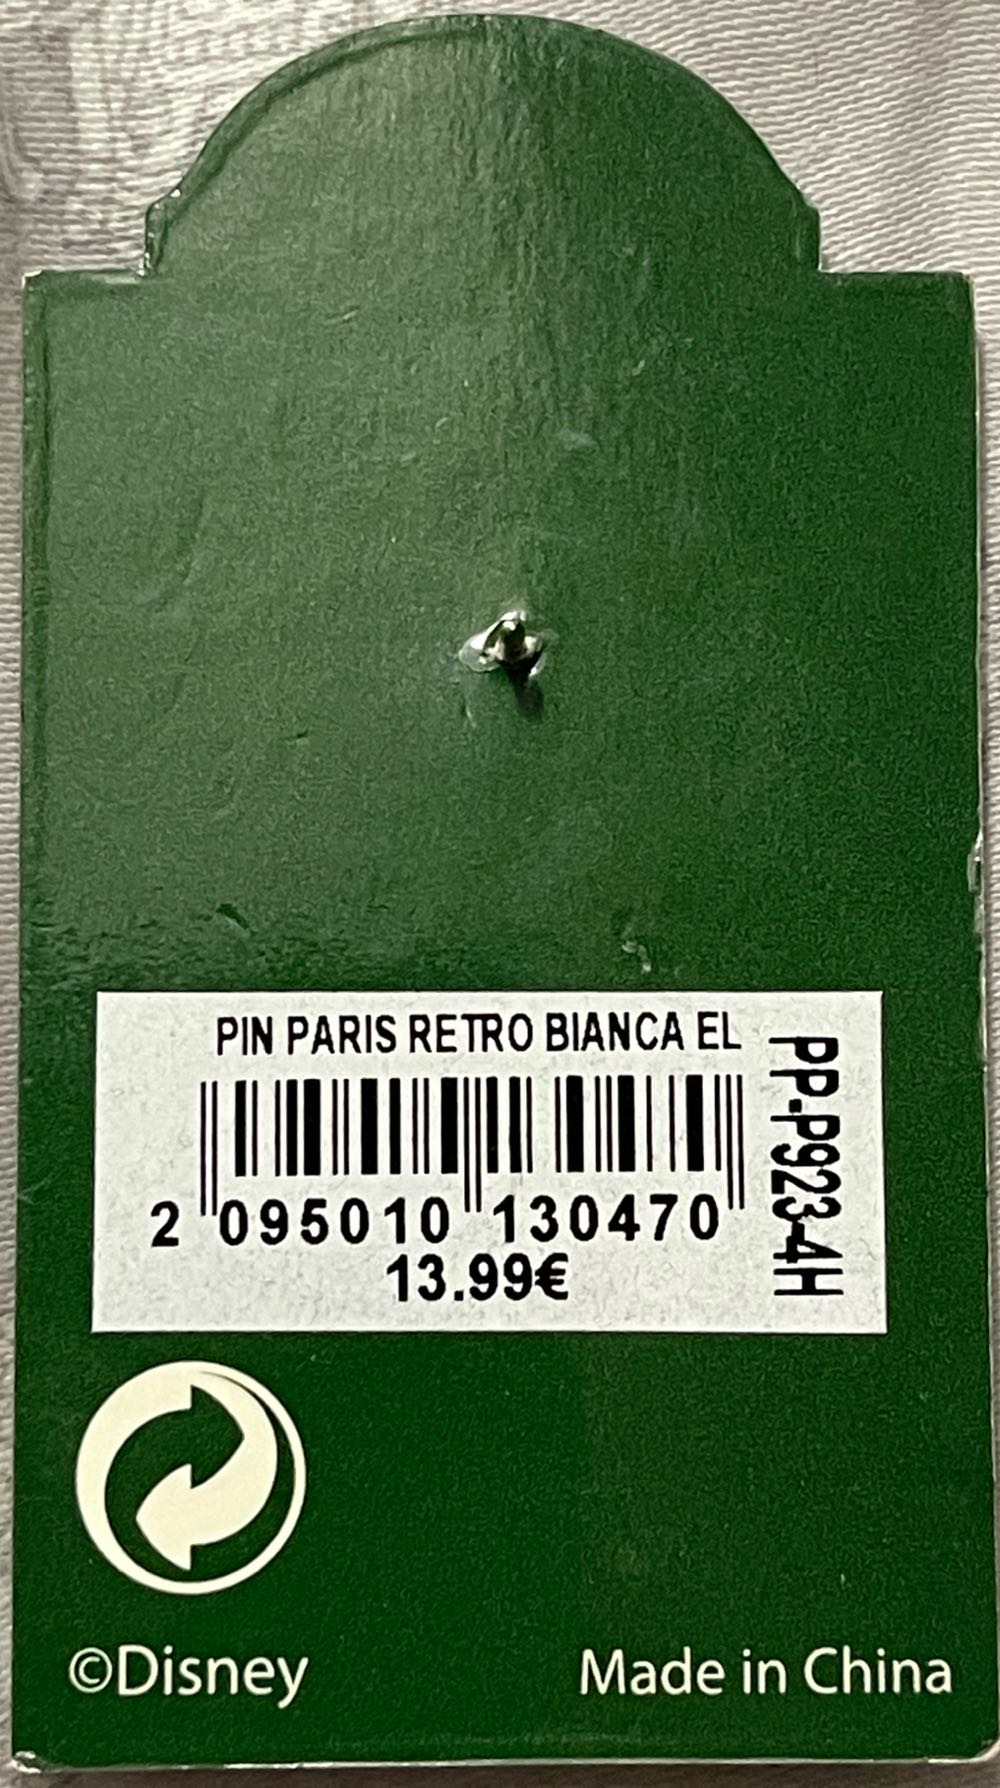 PIN PARIS RETRO BIANCA EL
2 095010 130470
13.99€
PP-P923-4H
©Disney
Made in China